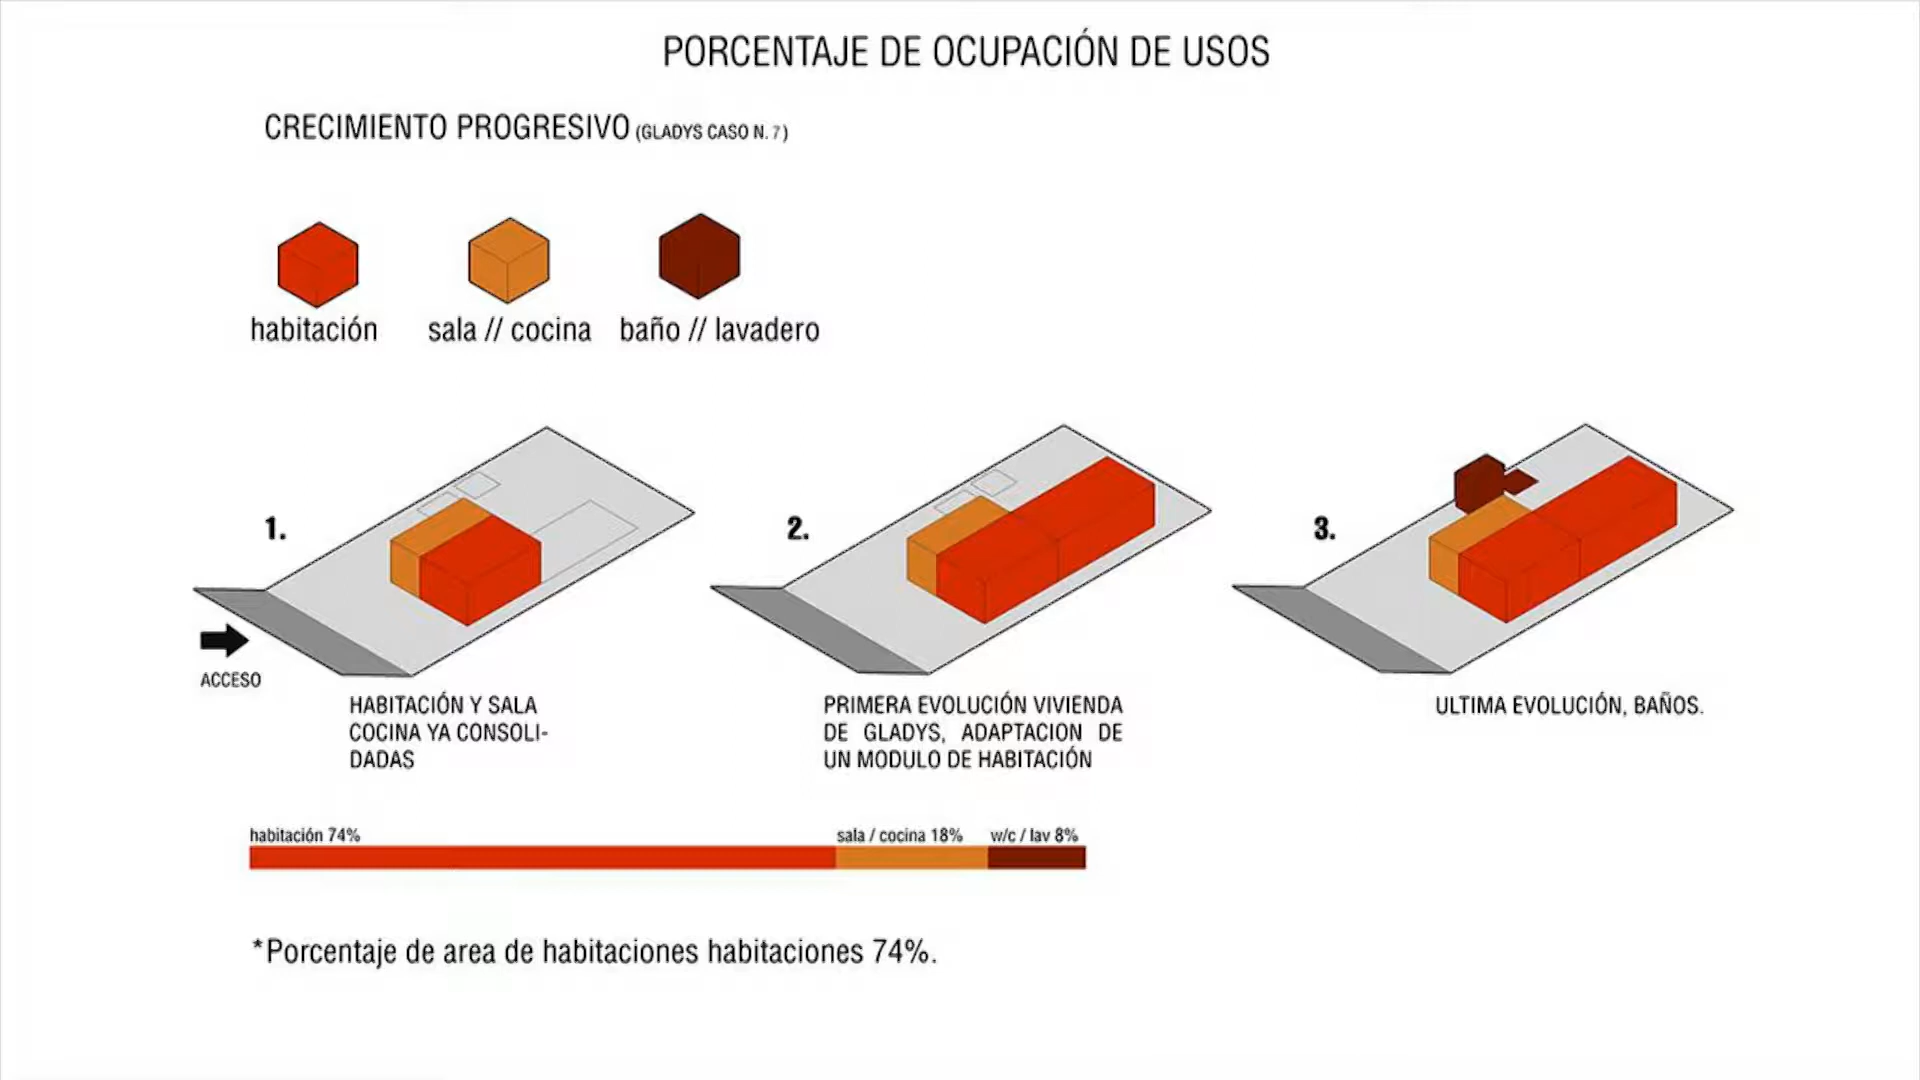 PORCENTAJE DE OCUPACIÓN DE USOS
CRECIMIENTO PROGRESIVO (GLADYS CASO N. 7)
habitación
sala // cocina
baño // lavadero
1.
2.
3.
ACCESO
HABITACIÓN Y SALA
COCINA YA CONSOLI-
DADAS
PRIMERA EVOLUCIÓN VIVIENDA
DE GLADYS, ADAPTACION DE
UN MODULO DE HABITACIÓN
ULTIMA EVOLUCIÓN, BAÑOS.
habitación 74%
sala / cocina 18%
w/c / lav 8%
*Porcentaje de area de habitaciones habitaciones 74%.